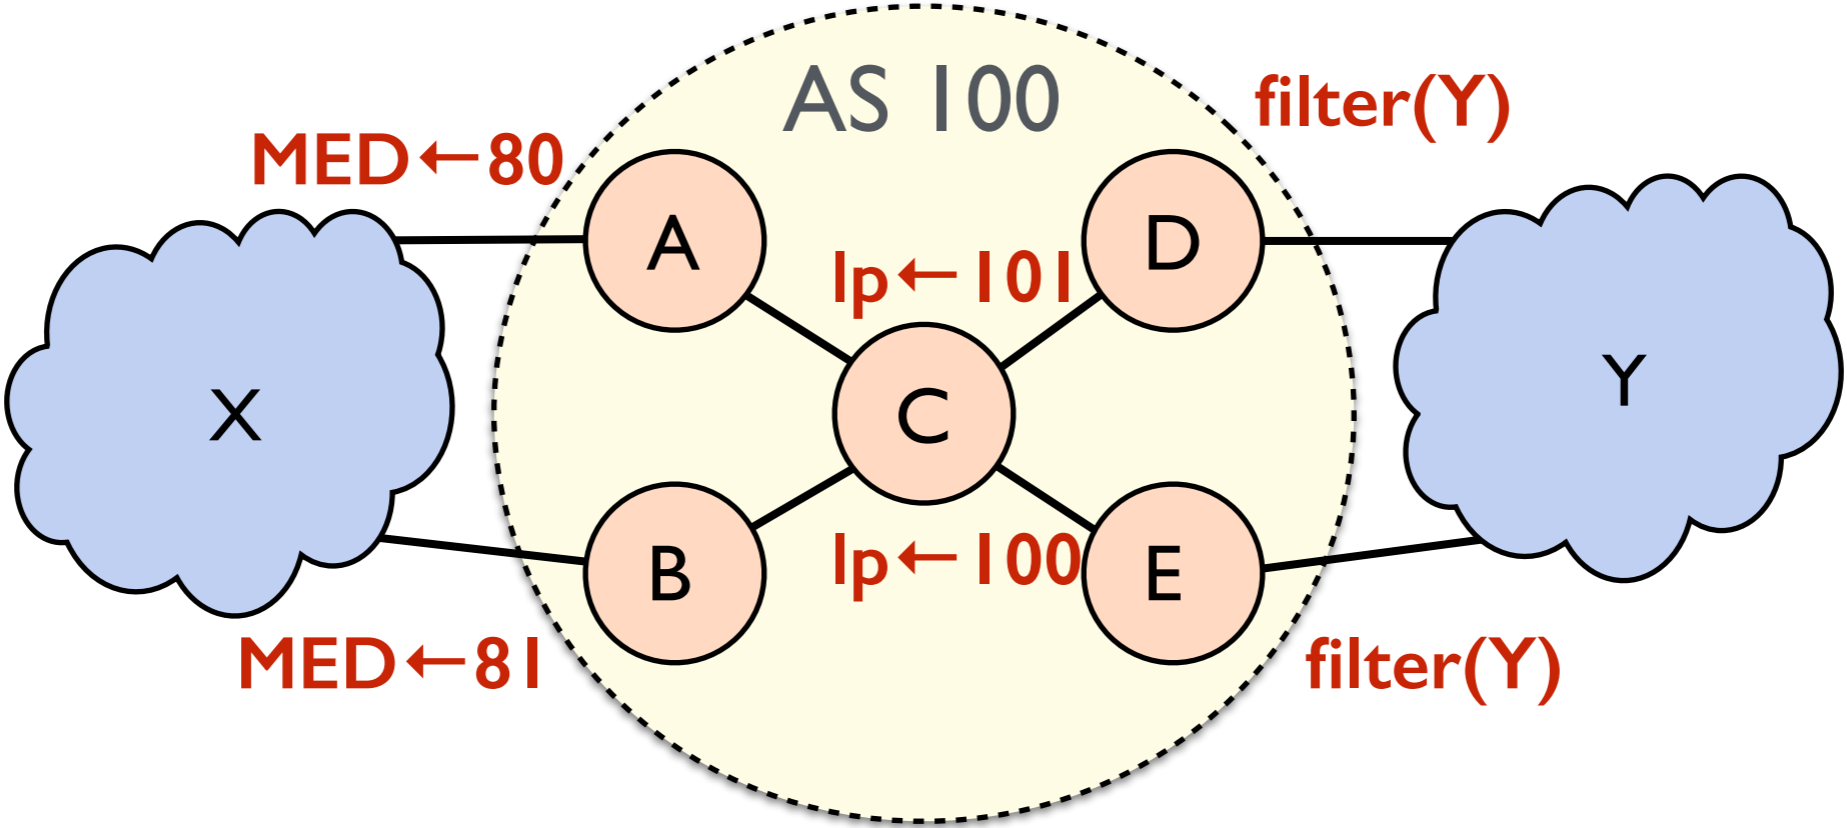 AS 100
filter(Y)
MED←80
A
D
lp←101
X
C
Y
lp←100
B
E
MED←81
filter(Y)